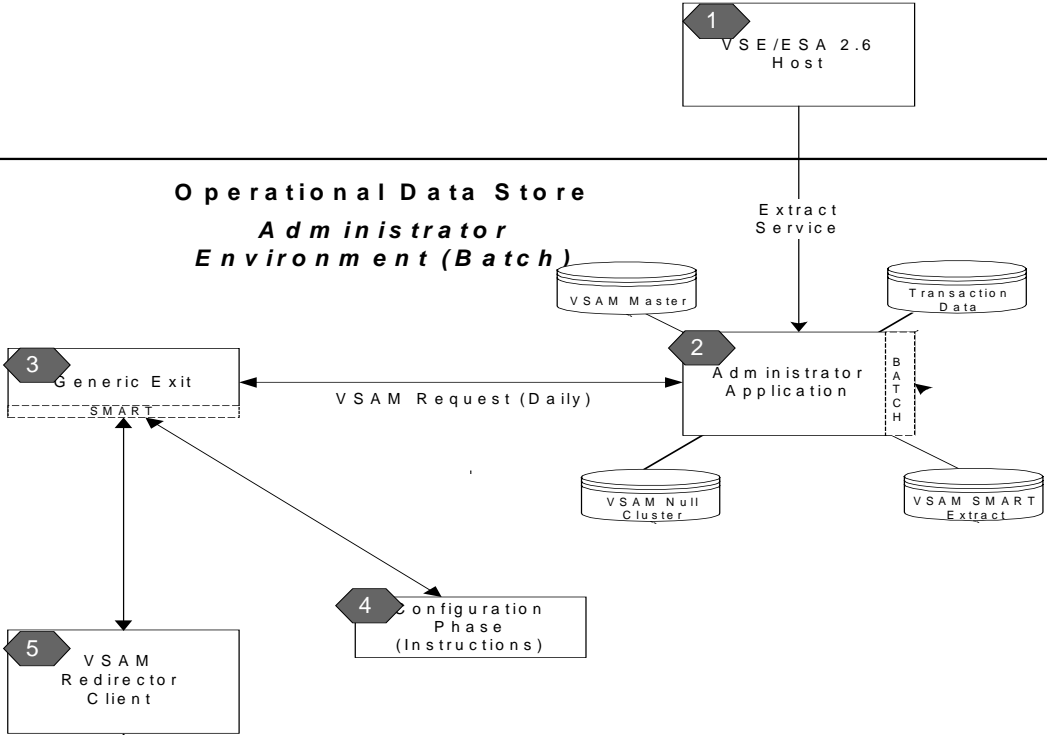 1
VSE/ESA 2.6
Host
Operational Data Store
Administrator
Environment (Batch)
Extract
Service
VSAM Master
Transaction
Data
2
Administrator
Application
BATCH
3
Generic Exit
SMART
VSAM Request (Daily)
VSAM Null
Cluster
VSAM SMART
Extract
4
Configuration
Phase
(Instructions)
5
VSAM
Redirector
Client